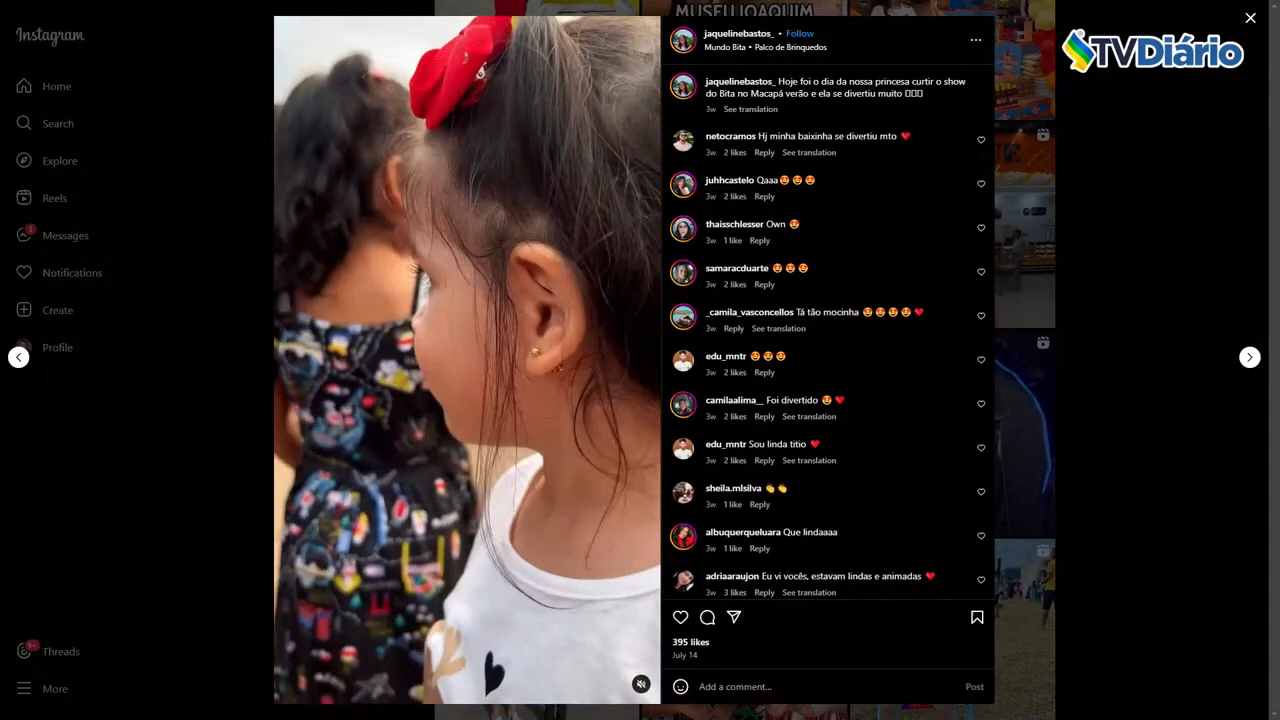 MUSEU JOAQUIM
Instagram
TVDiário
Home
Search
Explore
Reels
1
Messages
Notifications
Create
Profile
9+
Threads
More
jaquelinebastos_ • Follow
Mundo Bita • Palco de Brinquedos
jaquelinebastos_ Hoje foi o dia da nossa princesa curtir o show
do Bita no Macapá verão e ela se divertiu muito
3w See translation
netocramos Hj minha baixinha se divertiu mto ❤
3w 2 likes Reply See translation
juhhcastelo Qaaa😍😍😍
3w 2 likes Reply
thaisschlesser Own 😍
3w 1 like Reply
samaracduarte 😍😍😍
3w 2 likes Reply
_camila_vasconcellos Tá tão mocinha 😍😍😍😍❤
3w Reply See translation
edu_mntr 😍😍😍
3w 2 likes Reply
camilaalima__ Foi divertido 😍❤
3w 2 likes Reply See translation
edu_mntr Sou linda titio ❤
3w 2 likes Reply See translation
sheila.mlsilva 👏👏
3w 1 like Reply
albuquerqueluara Que lindaaaa
3w 1 like Reply
adriaaraujon Eu vi vocês, estavam lindas e animadas ❤
3w 3 likes Reply See translation
395 likes
July 14
Add a comment...
Post